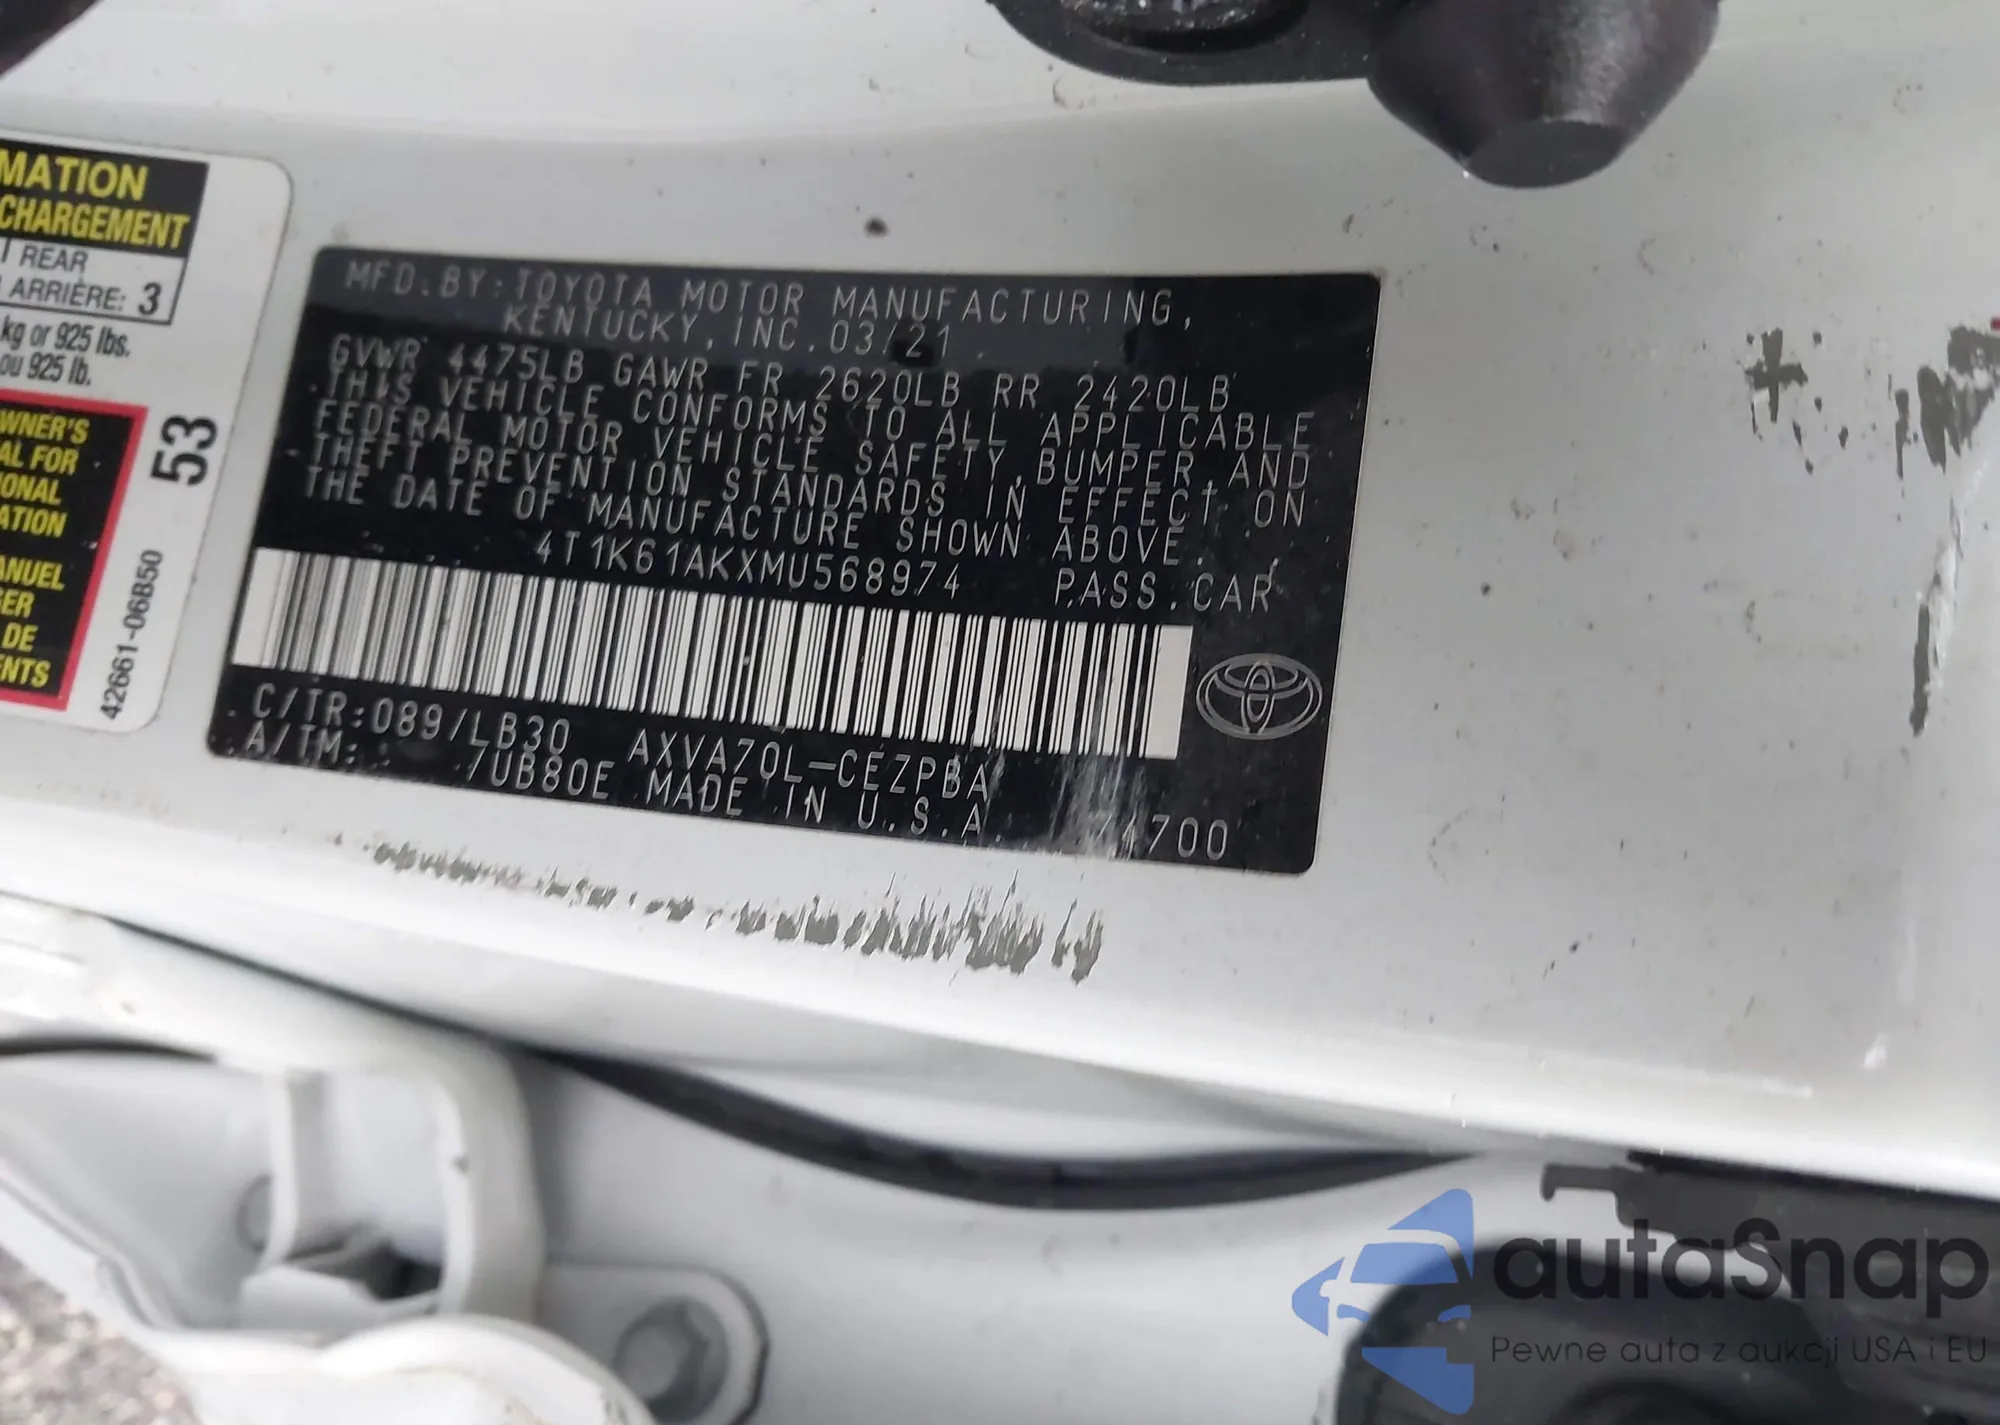 MATION
CHARGEMENT
REAR
ARRIÈRE: 3
kg or 925 lbs.
ou 925 lb.
WNER'S
AL FOR
ONAL
ATION
ANUEL
GER
DE
ENTS
53
42661-06B50
MFD.BY:TOYOTA MOTOR MANUFACTURING,
KENTUCKY,INC.03/21
GVWR 4475LB GAWR FR 2620LB RR 2420LB
THIS VEHICLE CONFORMS TO ALL APPLICABLE
FEDERAL MOTOR VEHICLE SAFETY,BUMPER,AND
THEFT PREVENTION STANDARDS IN EFFECT ON
THE DATE OF MANUFACTURE SHOWN ABOVE.
4T1K61AKXMU568974 PASS.CAR
C/TR:089/LB30 AXVA70L-CEZPBA
A/TM: /UB80E MADE IN U.S.A. 74700
autaSnap
Pewne auta z aukcji USA i EU